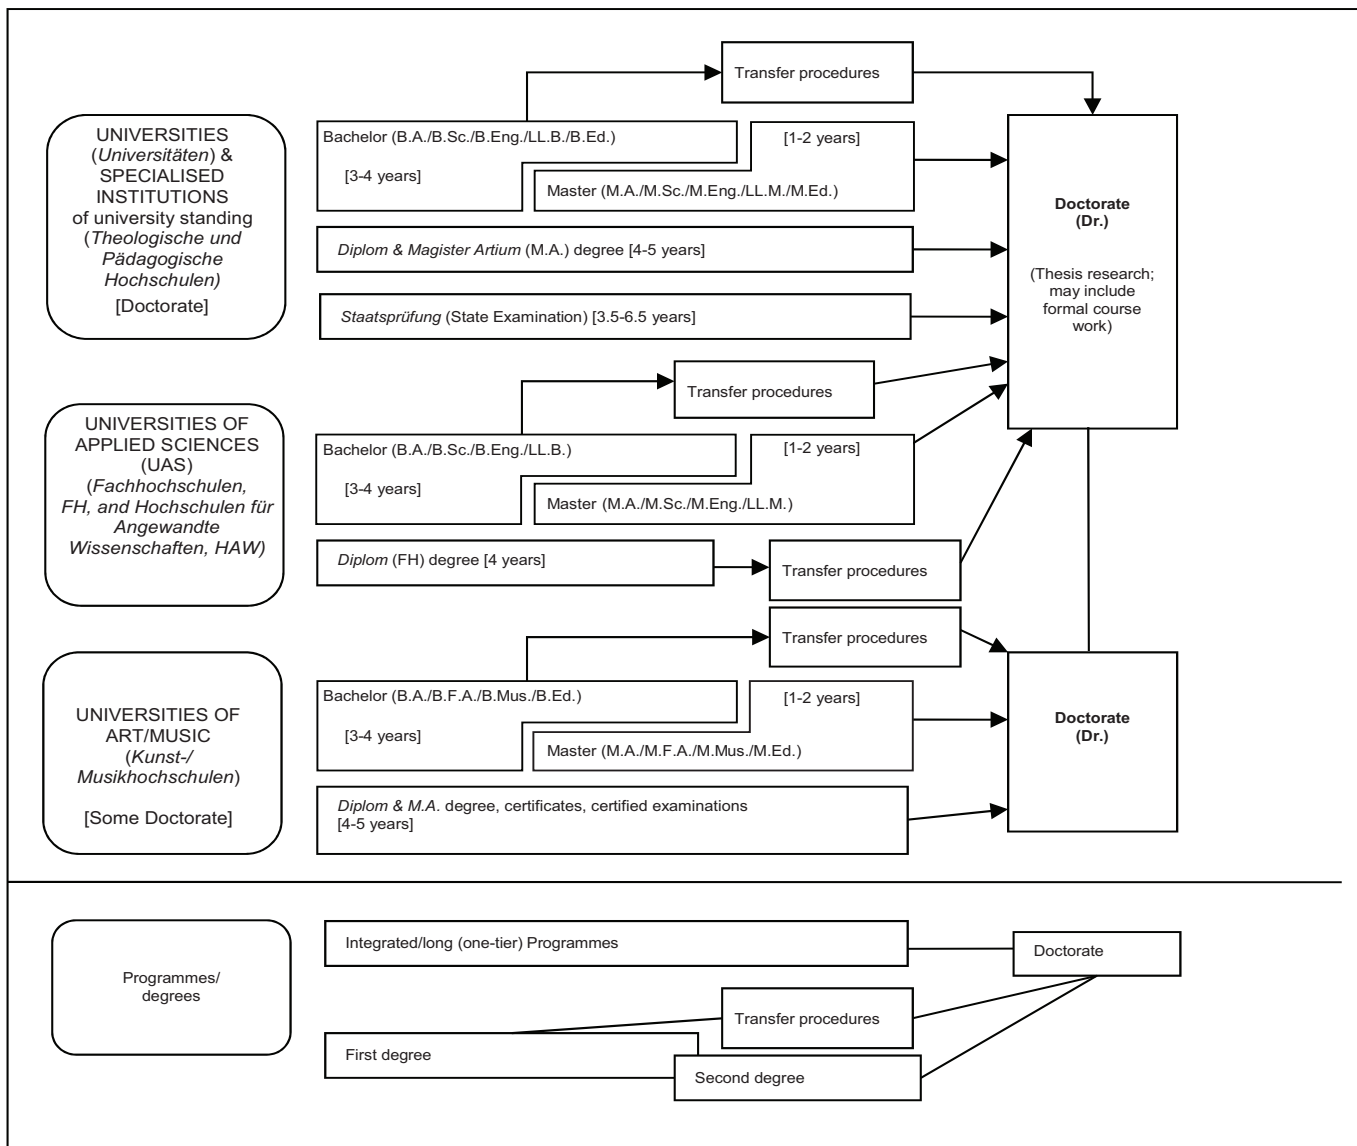 Transfer procedures
UNIVERSITIES
(Universitäten) &
SPECIALISED
INSTITUTIONS
of university standing
(Theologische und
Pädagogische
Hochschulen)
[Doctorate]
Bachelor (B.A./B.Sc./B.Eng./LL.B./B.Ed.)
[3-4 years]
[1-2 years]
Master (M.A./M.Sc./M.Eng./LL.M./M.Ed.)
Diplom & Magister Artium (M.A.) degree [4-5 years]
Staatsprüfung (State Examination) [3.5-6.5 years]
Doctorate
(Dr.)
(Thesis research;
may include
formal course
work)
UNIVERSITIES OF
APPLIED SCIENCES
(UAS)
(Fachhochschulen,
FH, and Hochschulen für
Angewandte
Wissenschaften, HAW)
Transfer procedures
Bachelor (B.A./B.Sc./B.Eng./LL.B.)
[3-4 years]
[1-2 years]
Master (M.A./M.Sc./M.Eng./LL.M.)
Diplom (FH) degree [4 years]
Transfer procedures
Transfer procedures
UNIVERSITIES OF
ART/MUSIC
(Kunst-/
Musikhochschulen)
[Some Doctorate]
Bachelor (B.A./B.F.A./B.Mus./B.Ed.)
[3-4 years]
[1-2 years]
Master (M.A./M.F.A./M.Mus./M.Ed.)
Diplom & M.A. degree, certificates, certified examinations
[4-5 years]
Doctorate
(Dr.)
Programmes/
degrees
Integrated/long (one-tier) Programmes
Doctorate
Transfer procedures
First degree
Second degree